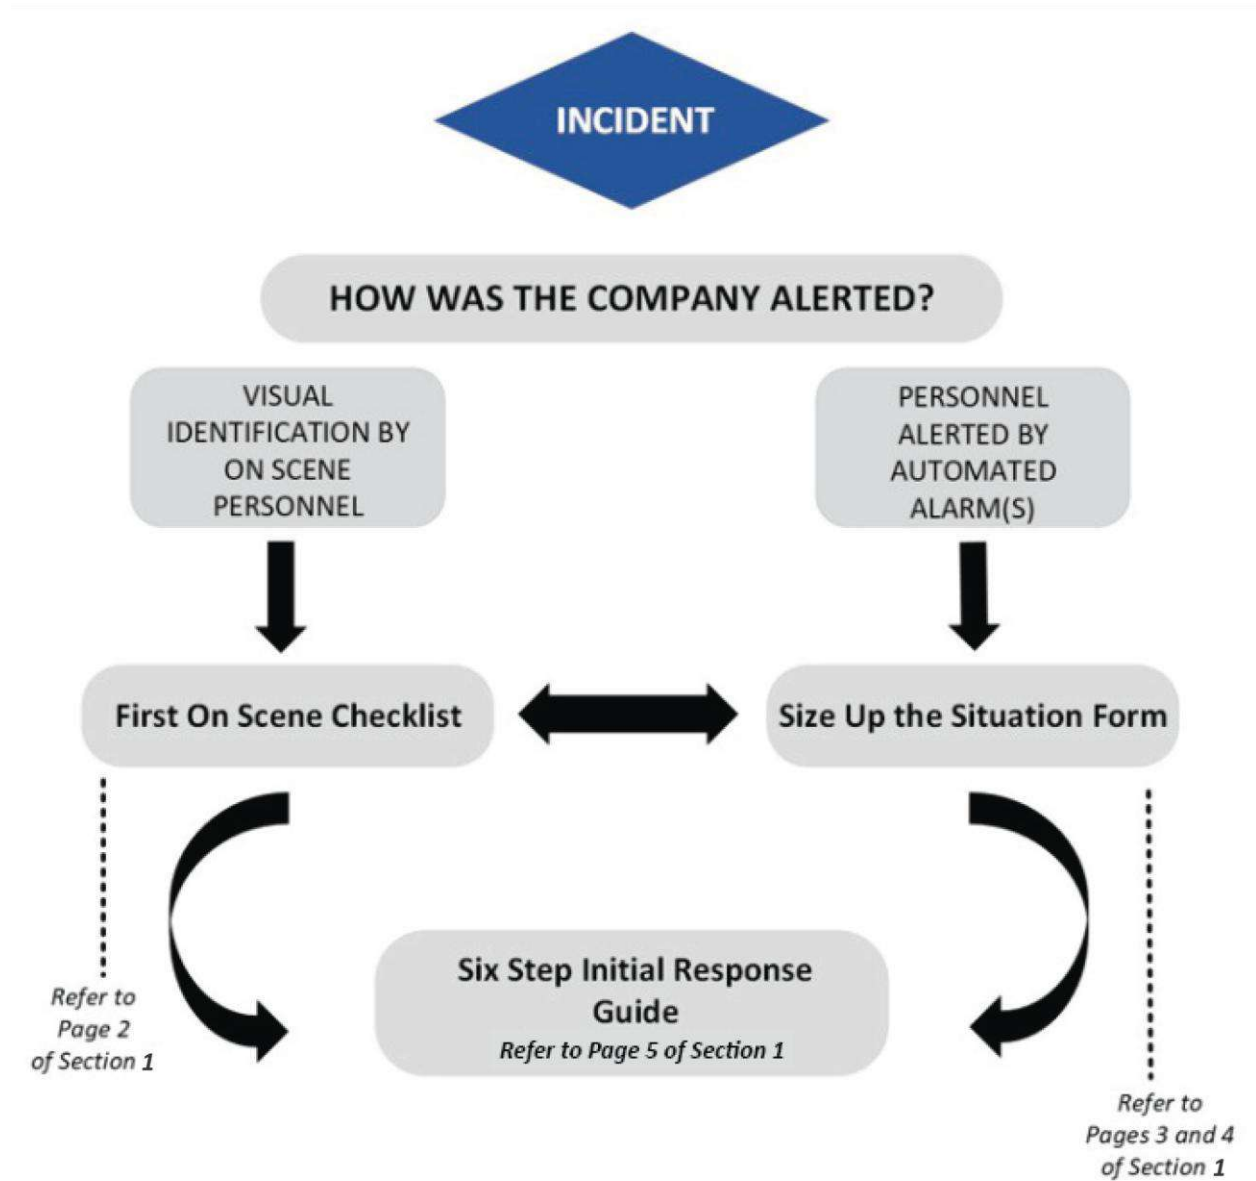 INCIDENT
HOW WAS THE COMPANY ALERTED?
VISUAL
IDENTIFICATION BY
ON SCENE
PERSONNEL
PERSONNEL
ALERTED BY
AUTOMATED
ALARM(S)
First On Scene Checklist
Size Up the Situation Form
Six Step Initial Response
Guide
Refer to Page 5 of Section 1
Refer to
Page 2
of Section 1
Refer to
Pages 3 and 4
of Section 1